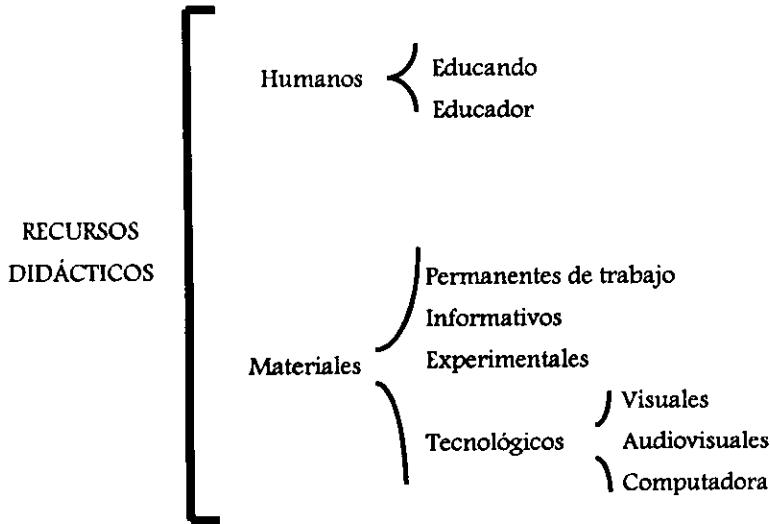 RECURSOS
DIDÁCTICOS
Humanos
Educando
Educador
Materiales
Permanentes de trabajo
Informativos
Experimentales
Tecnológicos
Visuales
Audiovisuales
Computadora